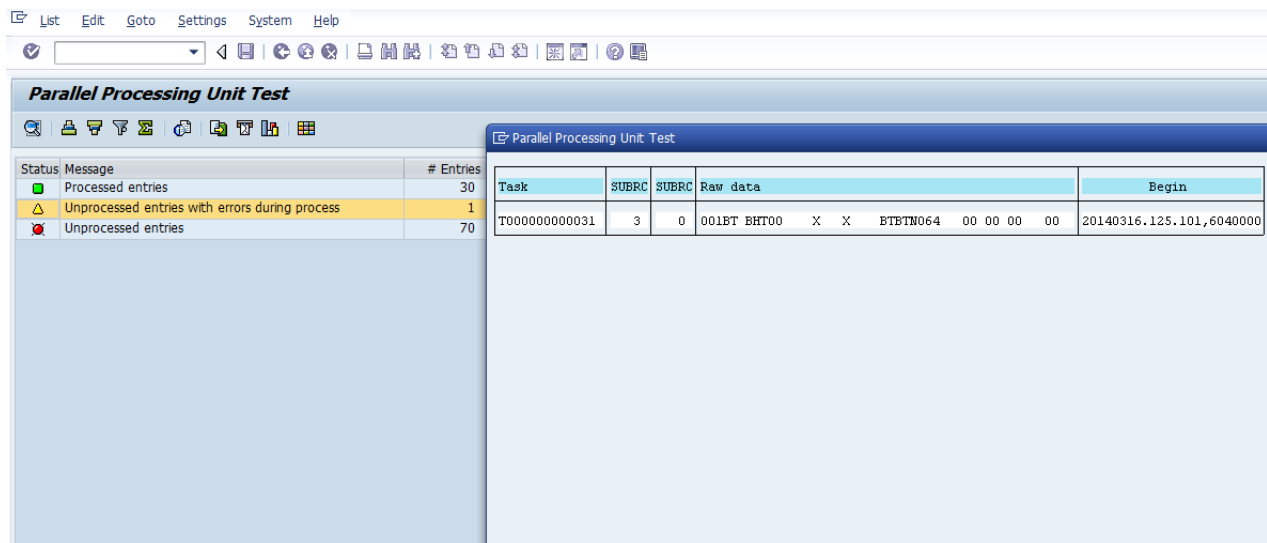 List Edit Goto Settings System Help
Parallel Processing Unit Test
Parallel Processing Unit Test
Status Message # Entries
Processed entries 30
Unprocessed entries with errors during process 1
Unprocessed entries 70
Task SUBRC SUBRC Raw data Begin
T000000000031 3 0 001BT BHT00 X X BTBTN064 00 00 00 00 20140316.125.101,6040000